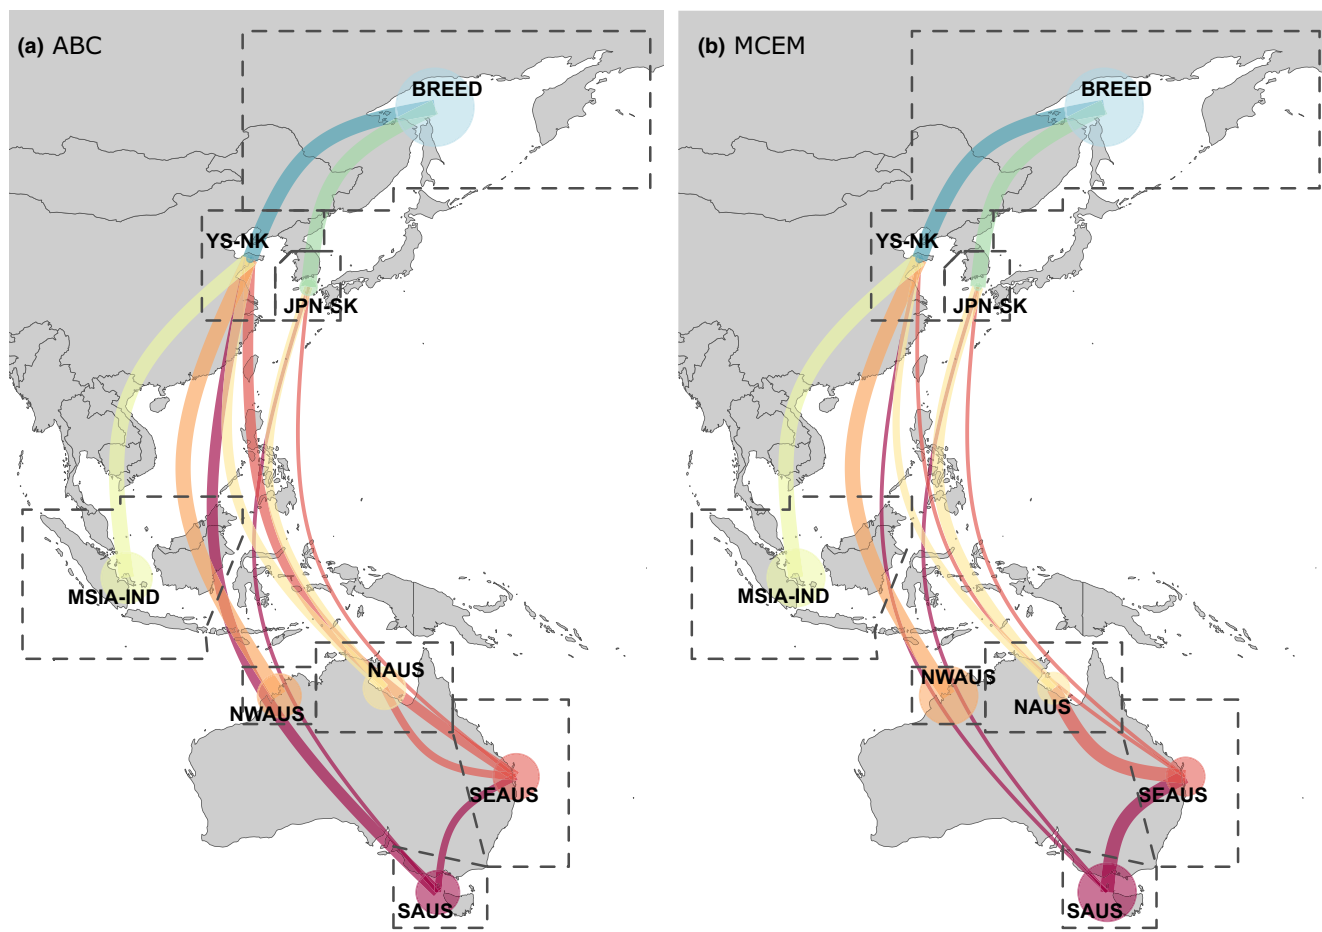 (a) ABC
BREED
YS-NK
JPN-SK
MSIA-IND
NAUS
NWAUS
SEAUS
SAUS
(b) MCEM
BREED
YS-NK
JPN-SK
MSIA-IND
NWAUS
NAUS
SEAUS
SAUS